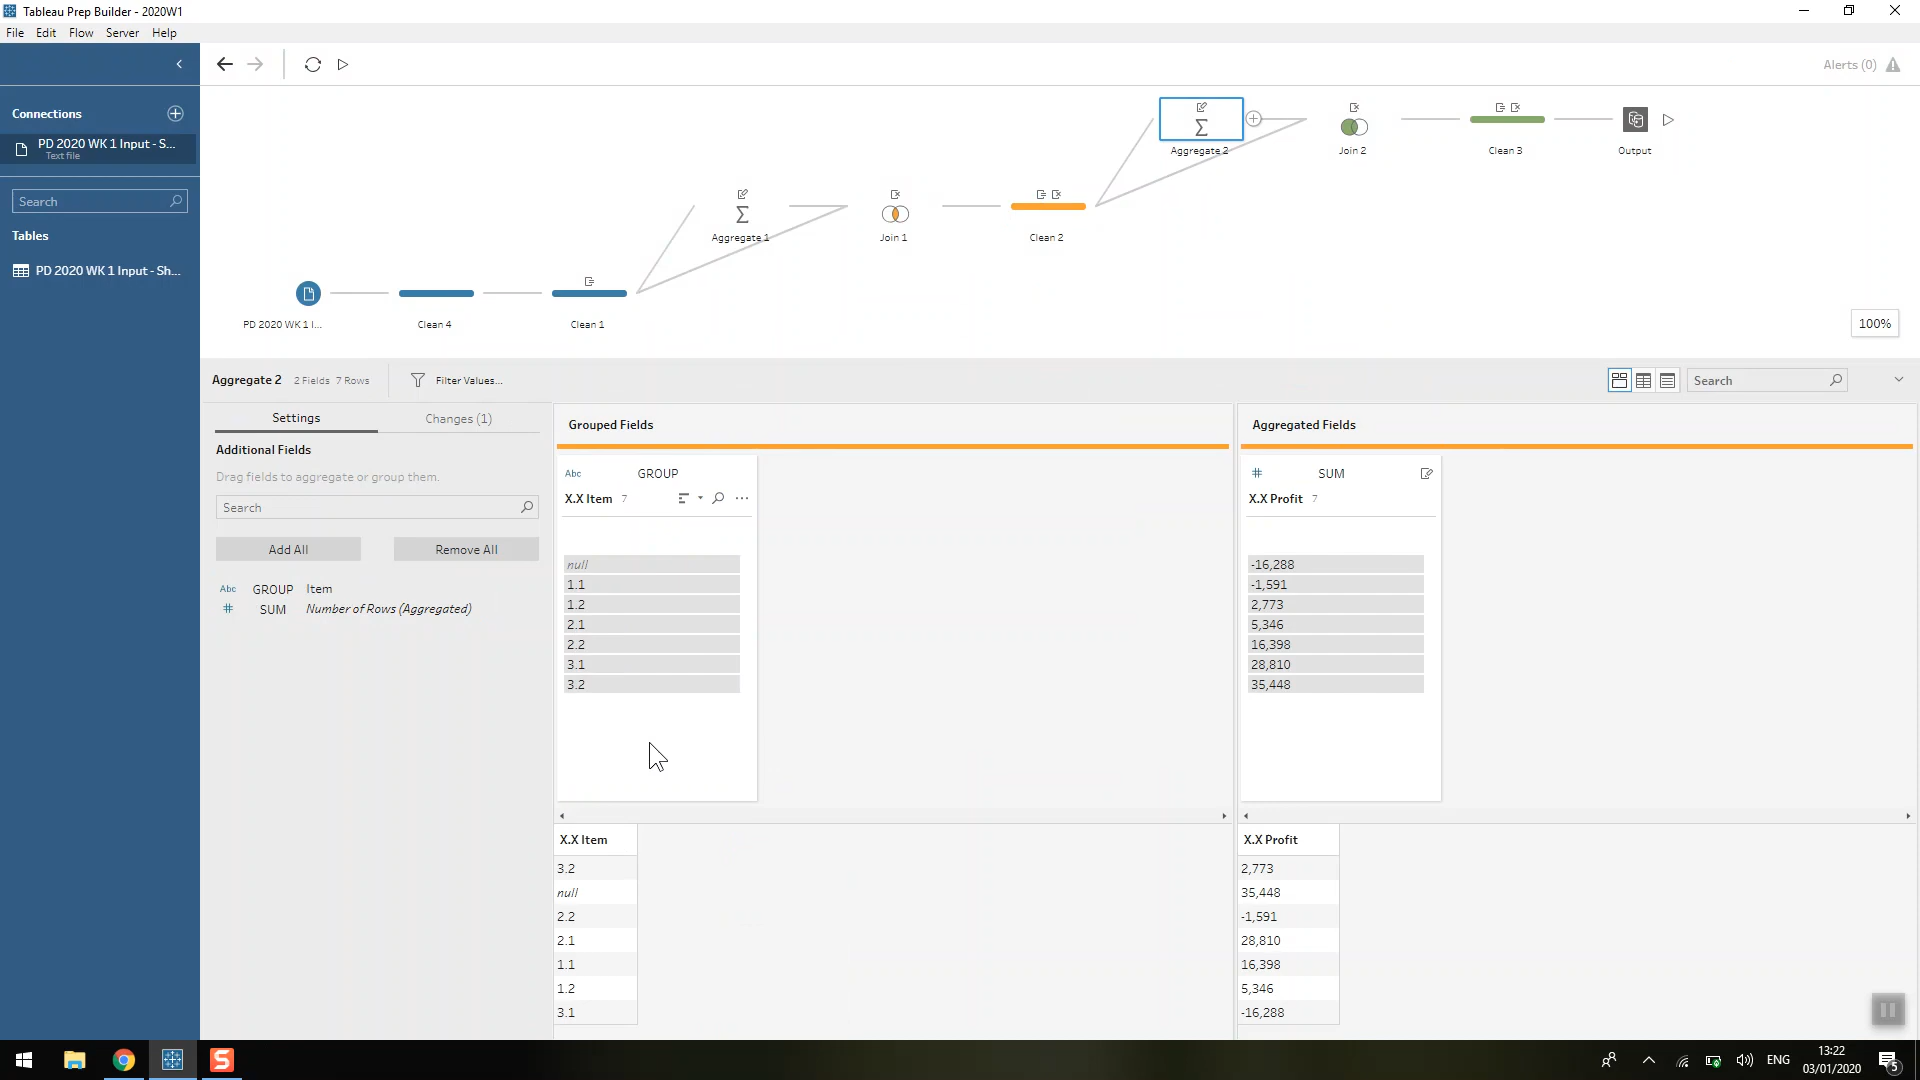 Tableau Prep Builder - 2020W1
File Edit Flow Server Help
Alerts (0)
Connections
PD 2020 WK 1 Input - S...
Text file
Search
Tables
PD 2020 WK 1 Input - Sh...
Aggregate 2
Join 2
Clean 3
Output
Aggregate 1
Join 1
Clean 2
PD 2020 WK 1 I...
Clean 4
Clean 1
100%
Aggregate 2 2 Fields 7 Rows Filter Values...
Search
Settings Changes (1)
Additional Fields
Drag fields to aggregate or group them.
Search
Add All Remove All
Abc GROUP Item
# SUM Number of Rows (Aggregated)
Grouped Fields
Abc GROUP
X.X Item 7
null
1.1
1.2
2.1
2.2
3.1
3.2
Aggregated Fields
# SUM
X.X Profit 7
-16,288
-1,591
2,773
5,346
16,398
28,810
35,448
X.X Item
3.2
null
2.2
2.1
1.1
1.2
3.1
X.X Profit
2,773
35,448
-1,591
28,810
16,398
5,346
-16,288
S
ENG
13:22
03/01/2020
5